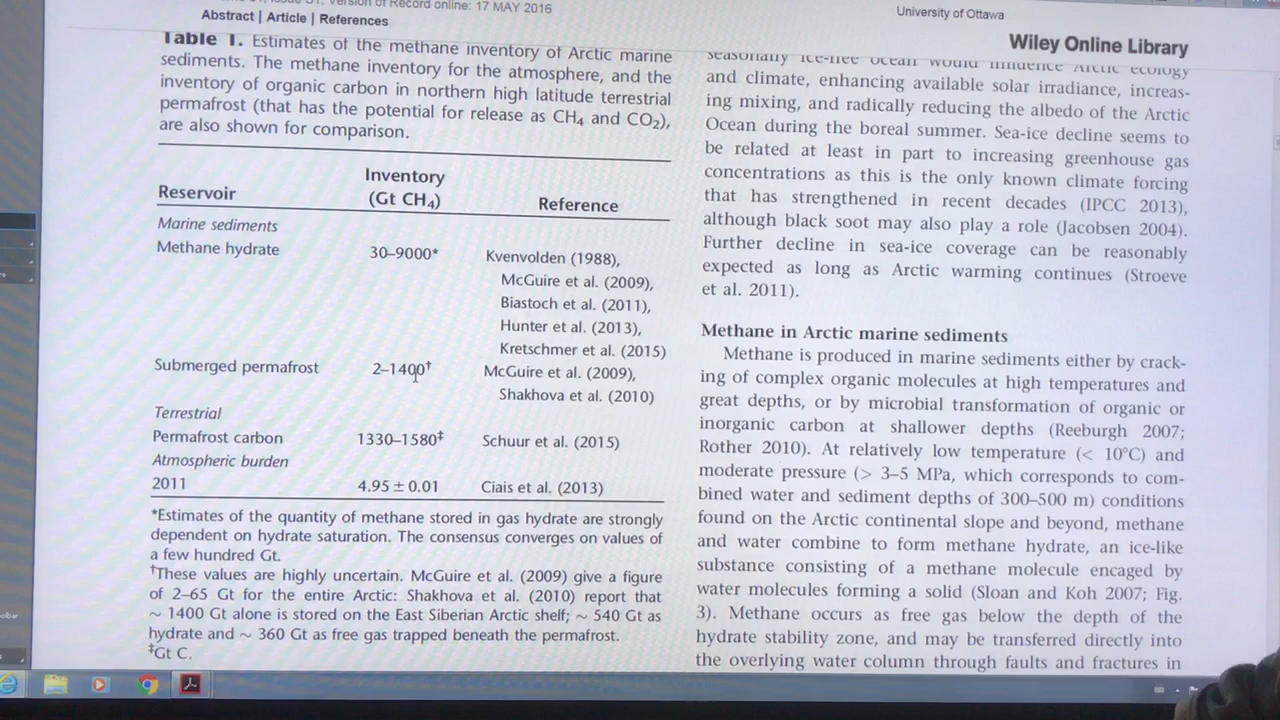 Version of Record online: 17 MAY 2016
Abstract | Article | References
University of Ottawa
Wiley Online Library
Table 1. Estimates of the methane inventory of Arctic marine
sediments. The methane inventory for the atmosphere, and the
inventory of organic carbon in northern high latitude terrestrial
permafrost (that has the potential for release as CH4 and CO2),
are also shown for comparison.
Reservoir Inventory (Gt CH4) Reference
Marine sediments
Methane hydrate 30–9000* Kvenvolden (1988),
McGuire et al. (2009),
Biastoch et al. (2011),
Hunter et al. (2013),
Kretschmer et al. (2015)
Submerged permafrost 2–1400† McGuire et al. (2009),
Shakhova et al. (2010)
Terrestrial
Permafrost carbon 1330–1580‡ Schuur et al. (2015)
Atmospheric burden
2011 4.95 ± 0.01 Ciais et al. (2013)
*Estimates of the quantity of methane stored in gas hydrate are strongly
dependent on hydrate saturation. The consensus converges on values of
a few hundred Gt.
†These values are highly uncertain. McGuire et al. (2009) give a figure
of 2–65 Gt for the entire Arctic: Shakhova et al. (2010) report that
~ 1400 Gt alone is stored on the East Siberian Arctic shelf; ~ 540 Gt as
hydrate and ~ 360 Gt as free gas trapped beneath the permafrost.
‡Gt C.
seasonally ice-free ocean would influence Arctic ecology
and climate, enhancing available solar irradiance, increas-
ing mixing, and radically reducing the albedo of the Arctic
Ocean during the boreal summer. Sea-ice decline seems to
be related at least in part to increasing greenhouse gas
concentrations as this is the only known climate forcing
that has strengthened in recent decades (IPCC 2013),
although black soot may also play a role (Jacobsen 2004).
Further decline in sea-ice coverage can be reasonably
expected as long as Arctic warming continues (Stroeve
et al. 2011).
Methane in Arctic marine sediments
Methane is produced in marine sediments either by crack-
ing of complex organic molecules at high temperatures and
great depths, or by microbial transformation of organic or
inorganic carbon at shallower depths (Reeburgh 2007;
Rother 2010). At relatively low temperature (< 10°C) and
moderate pressure (> 3–5 MPa, which corresponds to com-
bined water and sediment depths of 300–500 m) conditions
found on the Arctic continental slope and beyond, methane
and water combine to form methane hydrate, an ice-like
substance consisting of a methane molecule encaged by
water molecules forming a solid (Sloan and Koh 2007; Fig.
3). Methane occurs as free gas below the depth of the
hydrate stability zone, and may be transferred directly into
the overlying water column through faults and fractures in